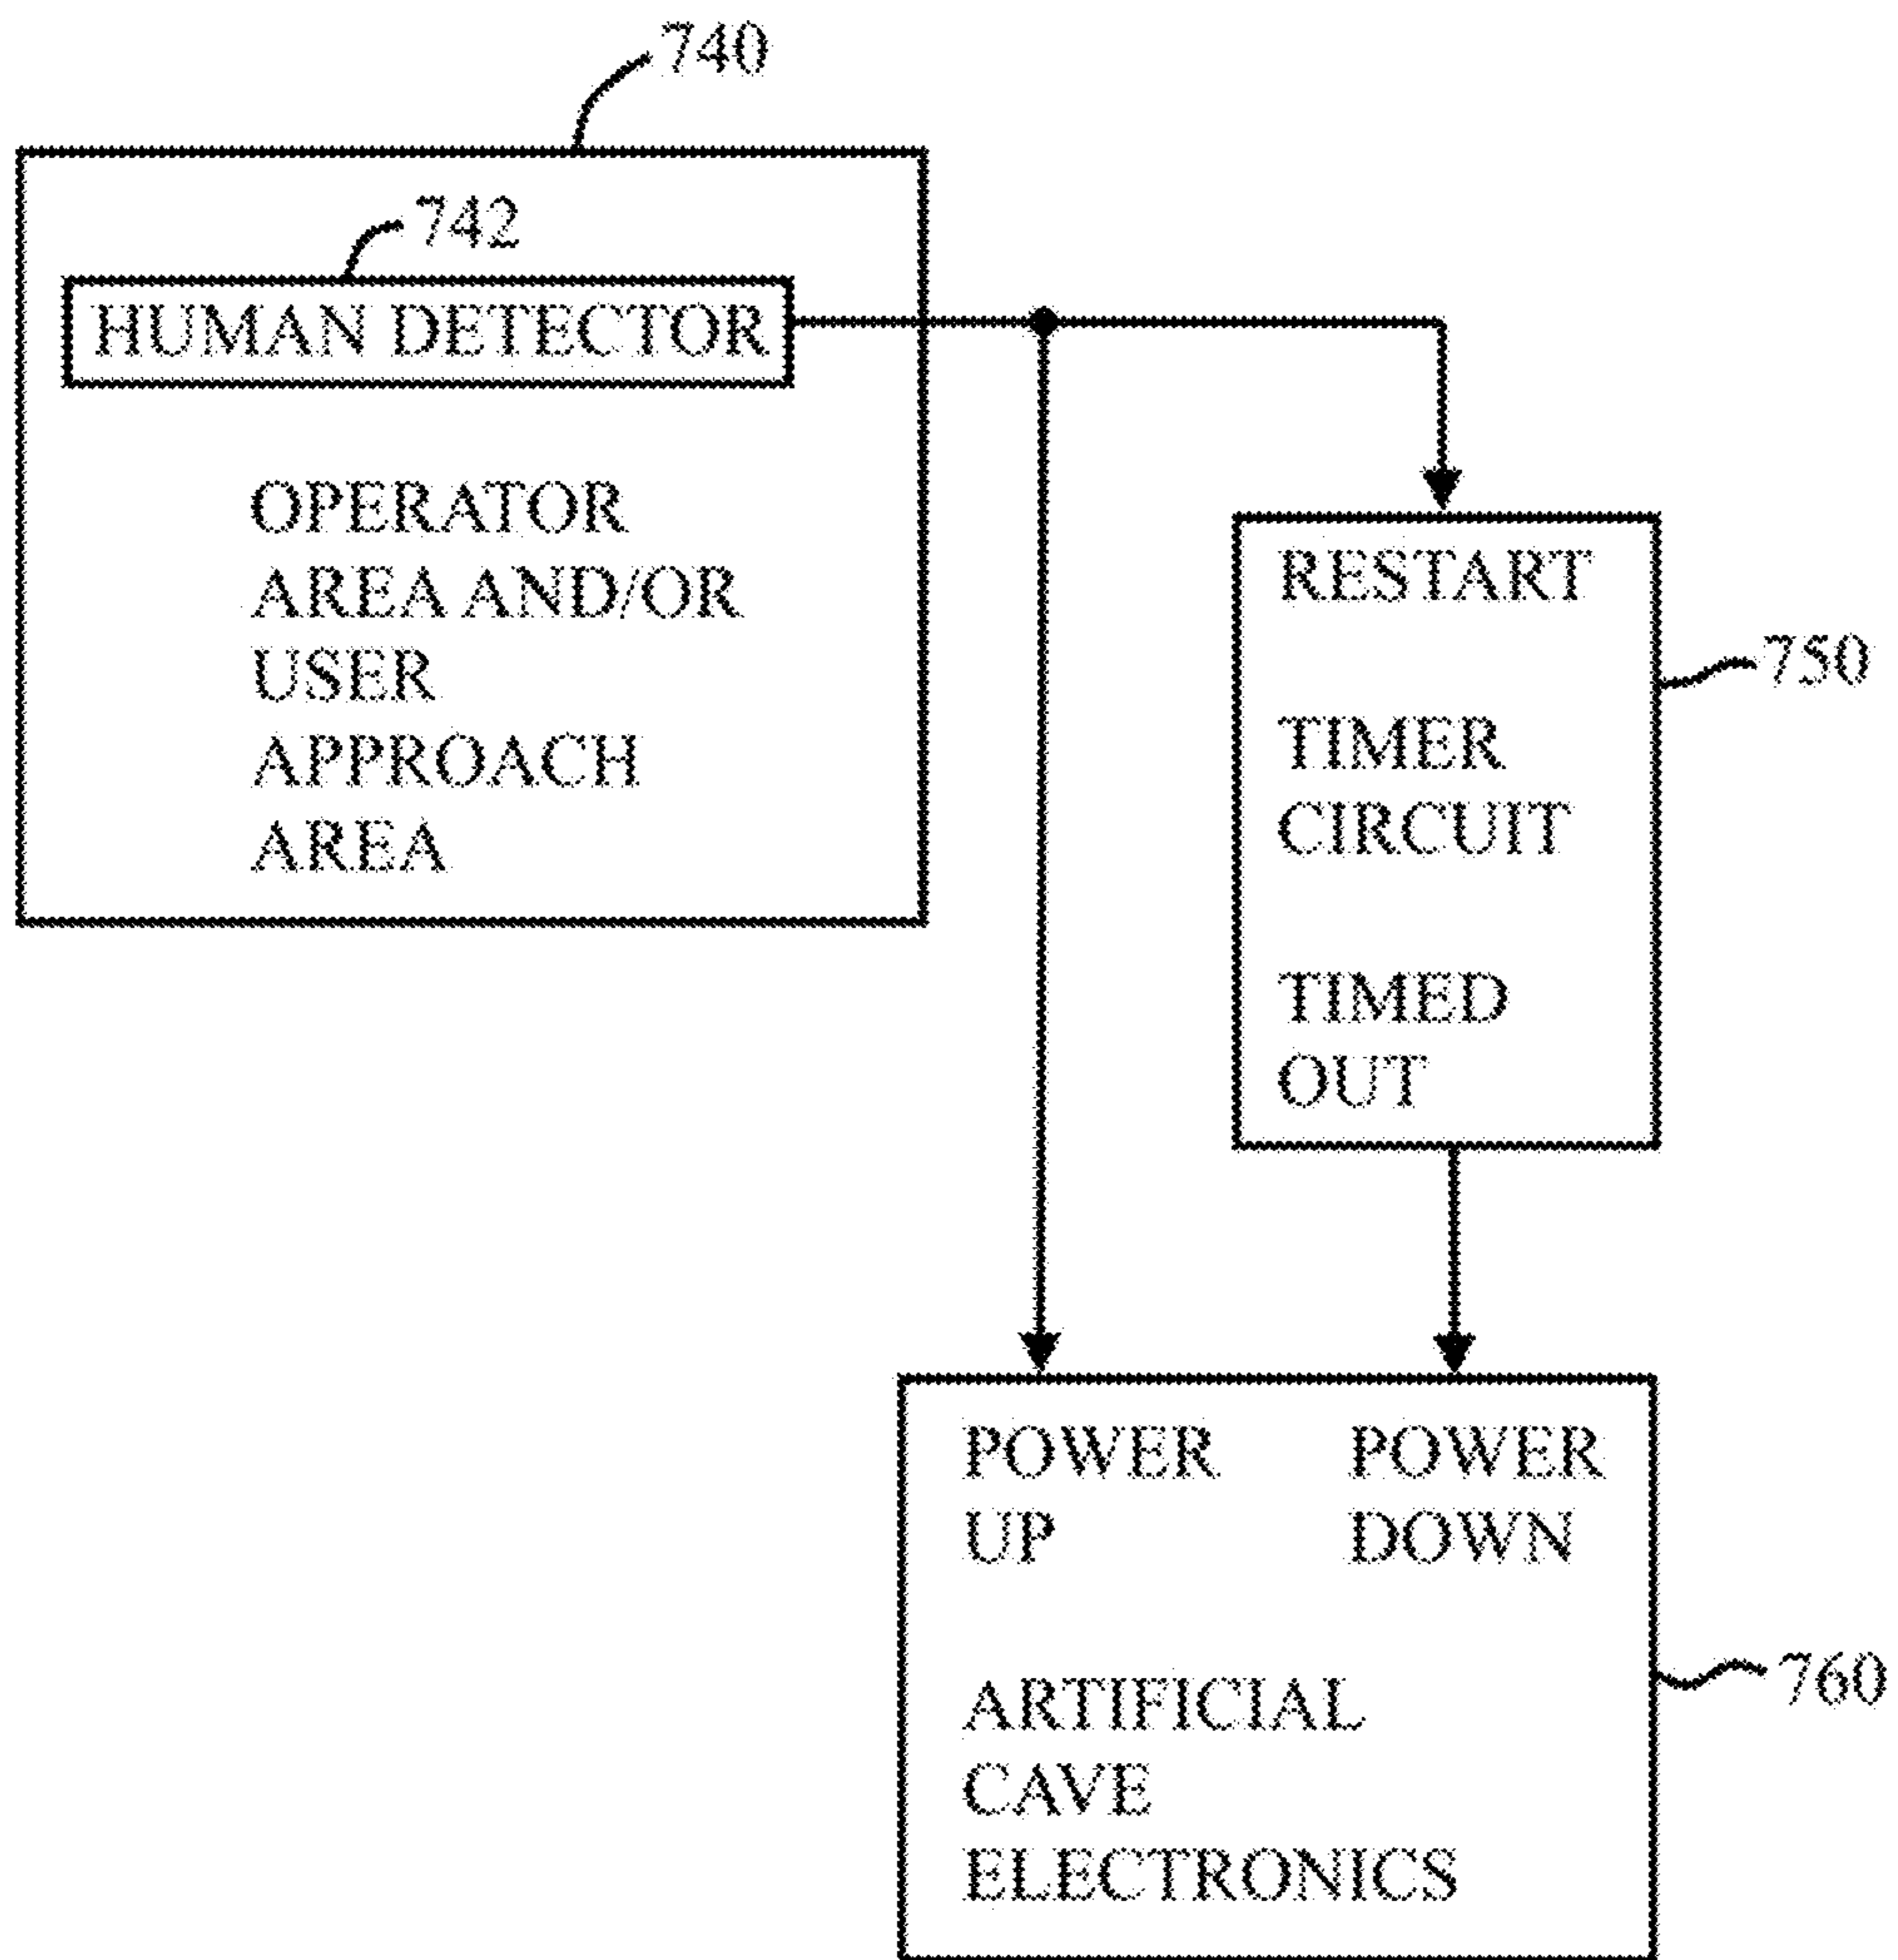 740
742
HUMAN DETECTOR
OPERATOR
AREA AND/OR
USER
APPROACH
AREA
RESTART
750
TIMER
CIRCUIT
TIMED
OUT
POWER UP
POWER DOWN
760
ARTIFICIAL
CAVE
ELECTRONICS